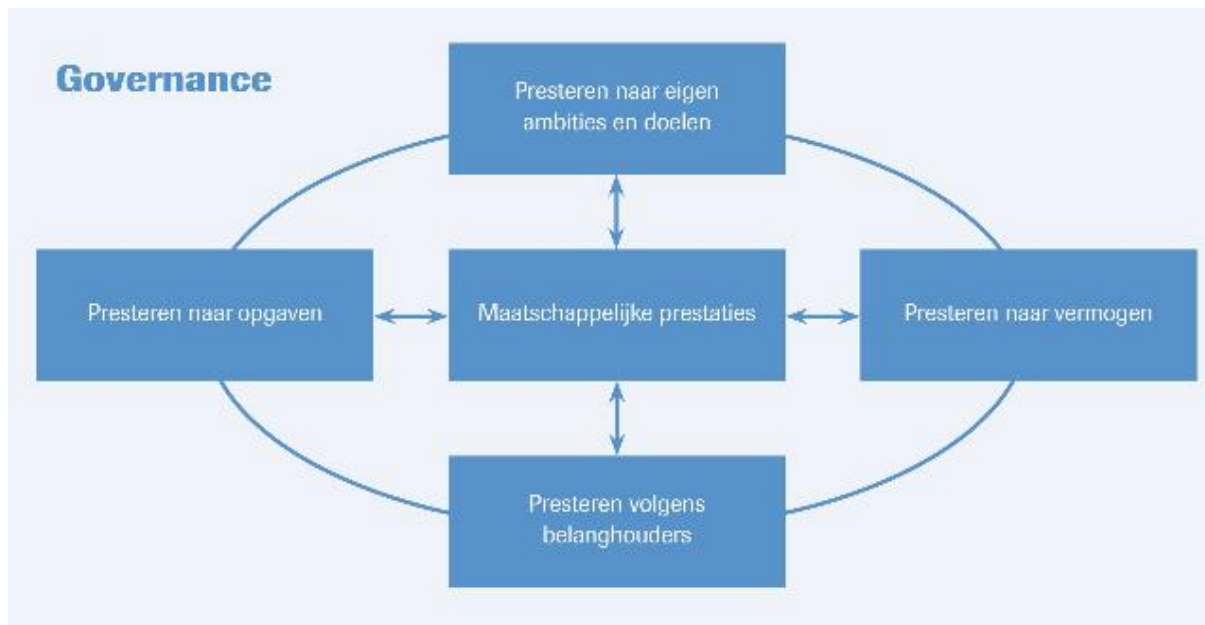 Governance
Presteren naar eigen
ambities en doelen
Presteren naar opgaven
Maatschappelijke prestaties
Presteren naar vermogen
Presteren volgens
belanghouders